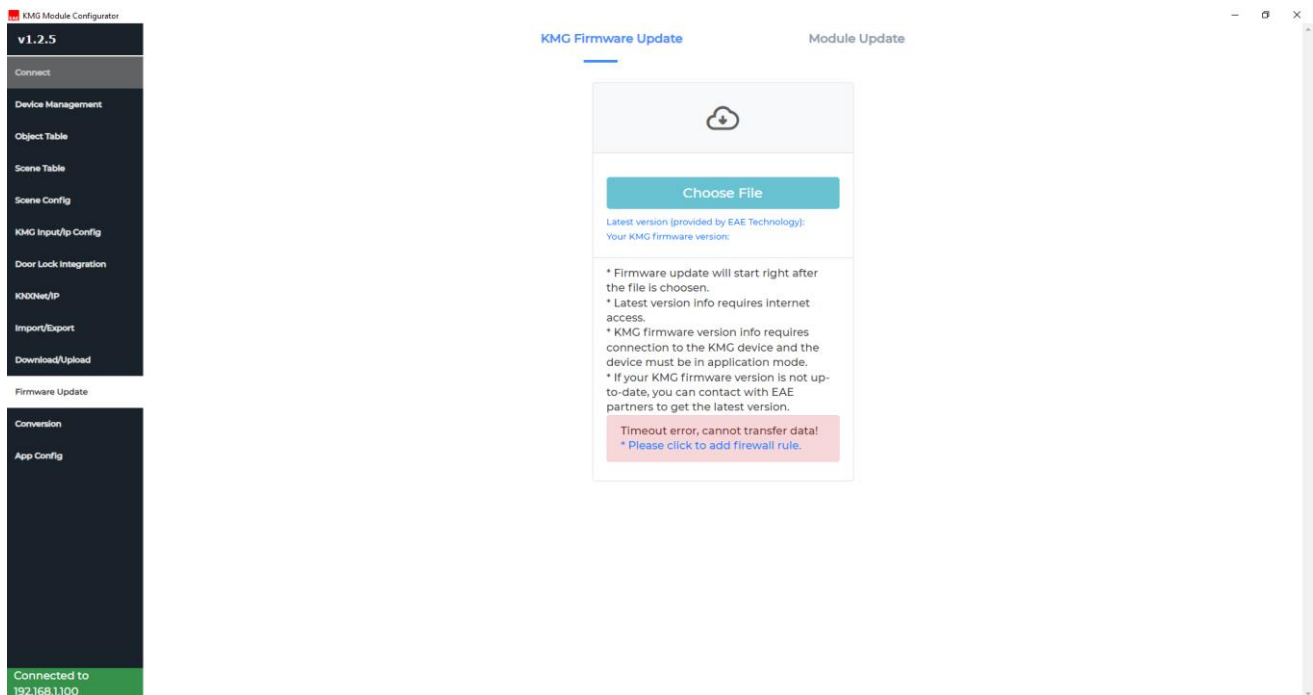 KMG Module Configurator
v1.2.5
Connect
Device Management
Object Table
Scene Table
Scene Config
KMG Input/Ip Config
Door Lock Integration
KNXNet/IP
Import/Export
Download/Upload
Firmware Update
Conversion
App Config
Connected to
192.168.1.100
KMG Firmware Update
Module Update
Choose File
Latest version (provided by EAE Technology):
Your KMG firmware version:
* Firmware update will start right after
the file is choosen.
* Latest version info requires internet
access.
* KMG firmware version info requires
connection to the KMG device and the
device must be in application mode.
* If your KMG firmware version is not up-
to-date, you can contact with EAE
partners to get the latest version.
Timeout error, cannot transfer data!
* Please click to add firewall rule.